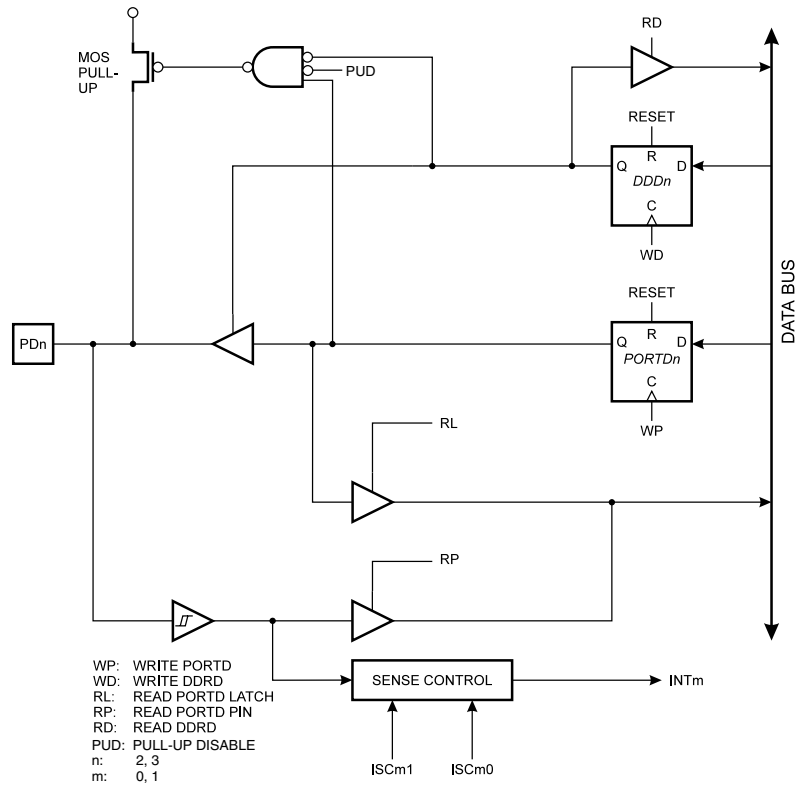 RD
MOS
PULL-
UP
PUD
RESET
R
Q
D
DDDn
C
WD
DATA BUS
RESET
R
PDn
Q
D
PORTDn
C
WP
RL
RP
WP: WRITE PORTD
WD: WRITE DDRD
RL: READ PORTD LATCH
RP: READ PORTD PIN
RD: READ DDRD
PUD: PULL-UP DISABLE
n: 2, 3
m: 0, 1
SENSE CONTROL
INTm
ISCm1
ISCm0